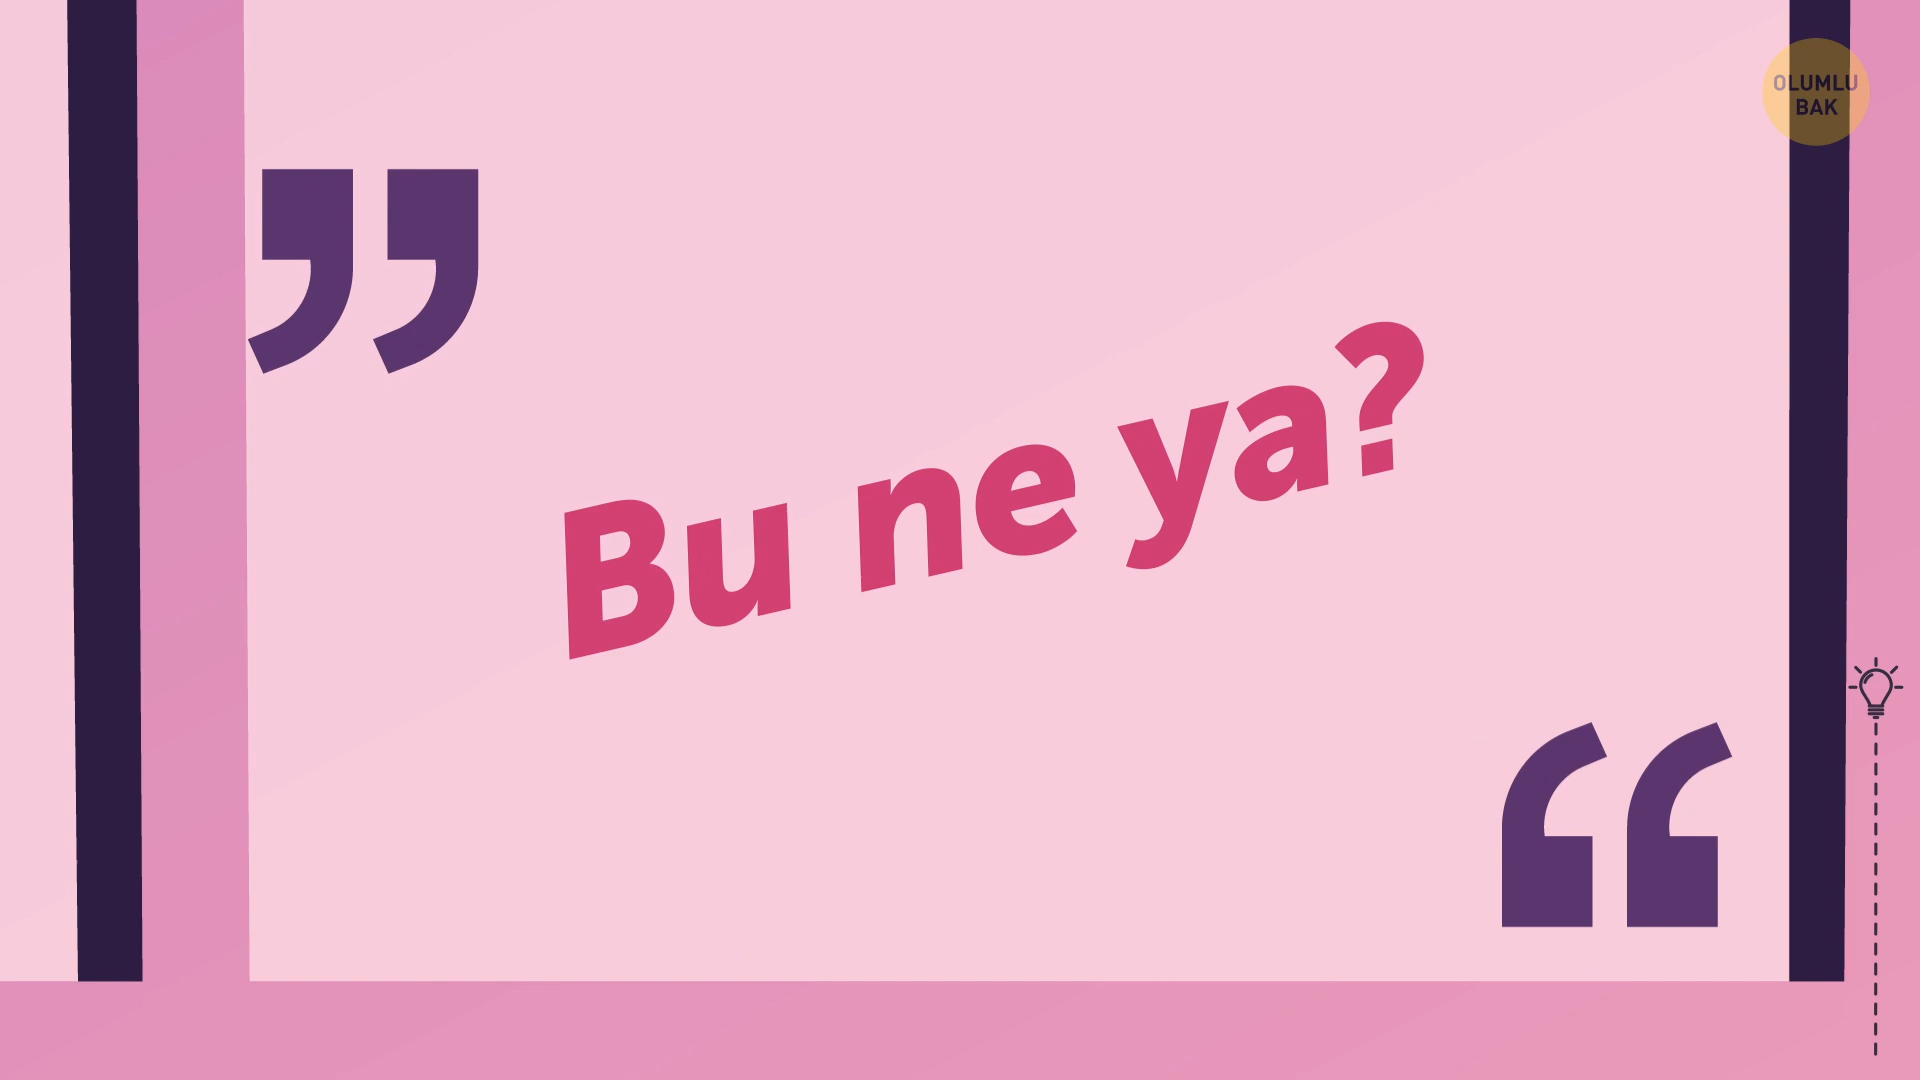 OLUMLU
BAK
”
Bu ne ya?
“